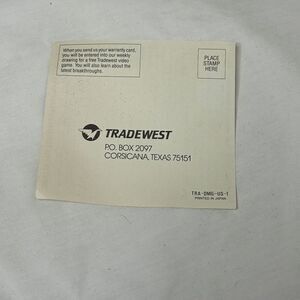 When you send us your warranty card,
you will be entered into our weekly
drawing for a free Tradewest video
game. You will also learn about the
latest breakthroughs.
PLACE
STAMP
HERE
TRADEWEST
P.O. BOX 2097
CORSICANA, TEXAS 75151
TRA-DMG-US-1
PRINTED IN JAPAN